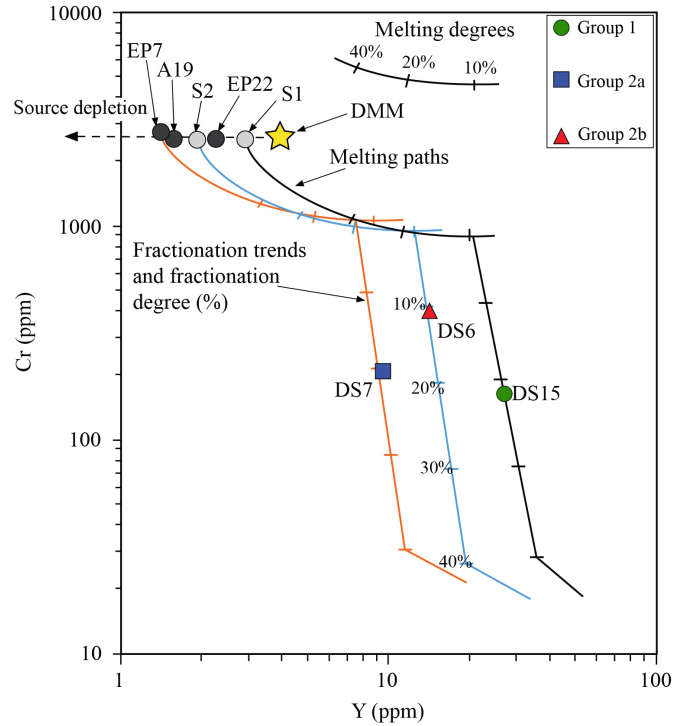 10000
Melting degrees
40%
20%
10%
Group 1
Group 2a
Group 2b
EP7
A19
S2
EP22
S1
Source depletion
DMM
Melting paths
1000
Fractionation trends
and fractionation
degree (%)
10%
DS6
DS7
20%
DS15
100
30%
40%
10
1
10
100
Cr (ppm)
Y (ppm)